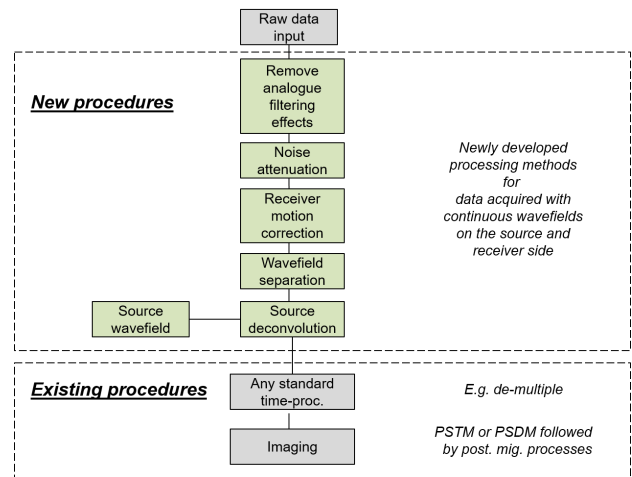 Raw data
input
New procedures
Remove
analogue
filtering
effects
Noise
attenuation
Receiver
motion
correction
Wavefield
separation
Source
wavefield
Source
deconvolution
Newly developed
processing methods
for
data acquired with
continuous wavefields
on the source and
receiver side
Existing procedures
Any standard
time-proc.
E.g. de-multiple
Imaging
PSTM or PSDM followed
by post. mig. processes